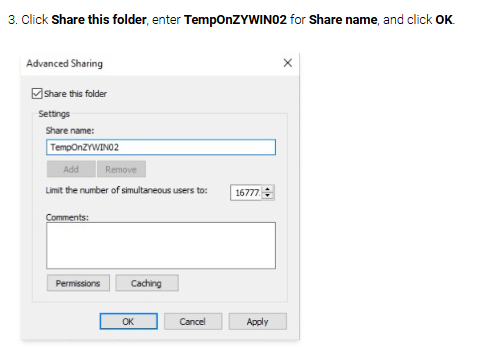 3. Click Share this folder, enter TempOnZYWIN02 for Share name, and click OK.
Advanced Sharing
Share this folder
Settings
Share name:
TempOnZYWIN02
Add Remove
Limit the number of simultaneous users to: 16777
Comments:
Permissions Caching
OK Cancel Apply